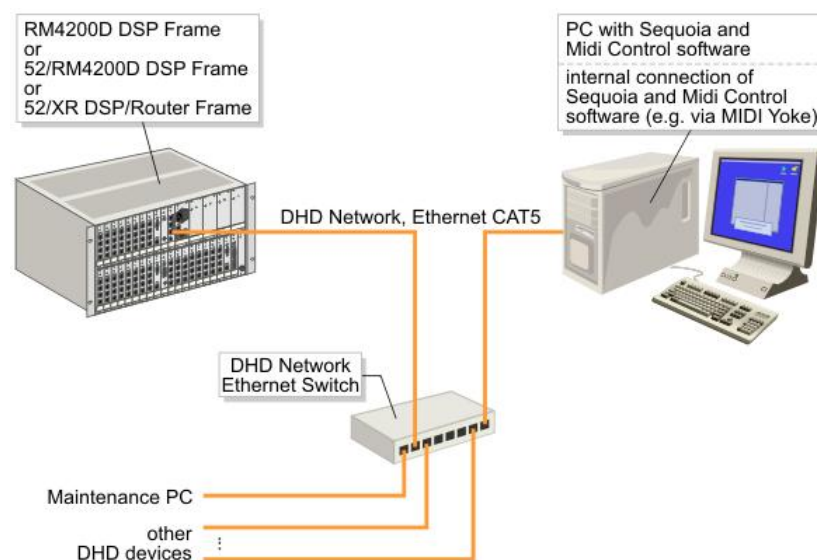 RM4200D DSP Frame
or
52/RM4200D DSP Frame
or
52/XR DSP/Router Frame
PC with Sequoia and
Midi Control software
internal connection of
Sequoia and Midi Control
software (e.g. via MIDI Yoke)
DHD Network, Ethernet CAT5
DHD Network
Ethernet Switch
Maintenance PC
other
DHD devices
⋮